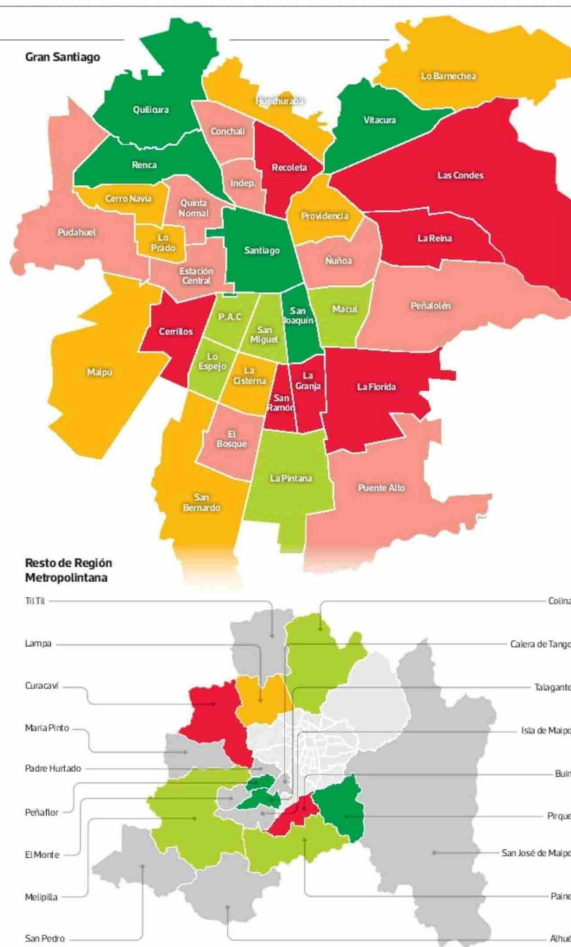 Gran Santiago
Lo Barnechea
Huechuraba
Quilicura
Vitacura
Conchalí
Renca
Recoleta
Las Condes
Indep.
Cerro Navia
Quinta
Normal
Providencia
Pudahuel
Lo
Prado
La Reina
Santiago
Ñuñoa
Estación
Central
Peñalolén
San
Joaquín
Macul
P.A.C
Cerrillos
San
Miguel
Maipú
Lo
Espejo
La
Cisterna
La
Granja
La Florida
San
Ramón
El
Bosque
La Pintana
Puente Alto
San
Bernardo
Resto de Región
Metropolintana
Til Til
Colina
Lampa
Calera de Tango
Curacaví
Talagante
María Pinto
Isla de Maipo
Padre Hurtado
Buin
Peñaflor
Pirque
El Monte
San José de Maipo
Melipilla
Paine
San Pedro
Alhué